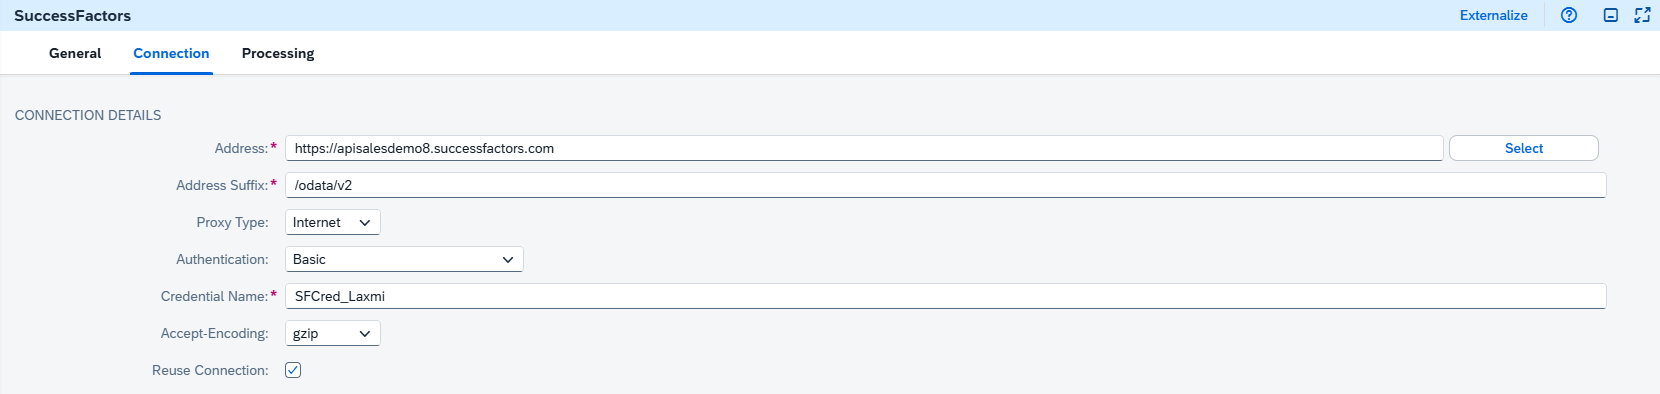 SuccessFactors
Externalize
General Connection Processing
CONNECTION DETAILS
Address:* https://apisalesdemo8.successfactors.com Select
Address Suffix:* /odata/v2
Proxy Type: Internet
Authentication: Basic
Credential Name:* SFCred_Laxmi
Accept-Encoding: gzip
Reuse Connection: